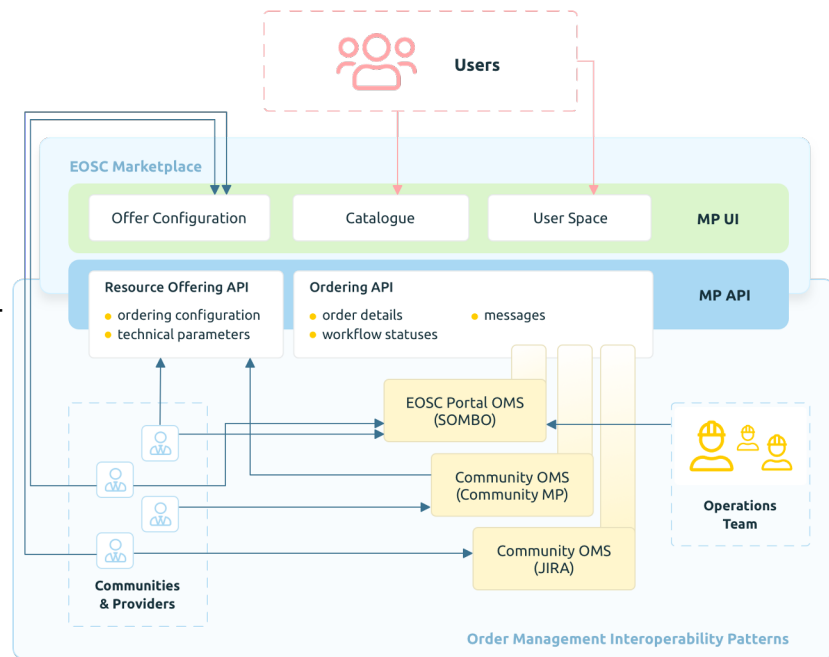 Users
EOSC Marketplace
Offer Configuration
Catalogue
User Space
MP UI
Resource Offering API
ordering configuration
technical parameters
Ordering API
order details
workflow statuses
messages
MP API
EOSC Portal OMS
(SOMBO)
Community OMS
(Community MP)
Community OMS
(JIRA)
Operations
Team
Communities
& Providers
Order Management Interoperability Patterns